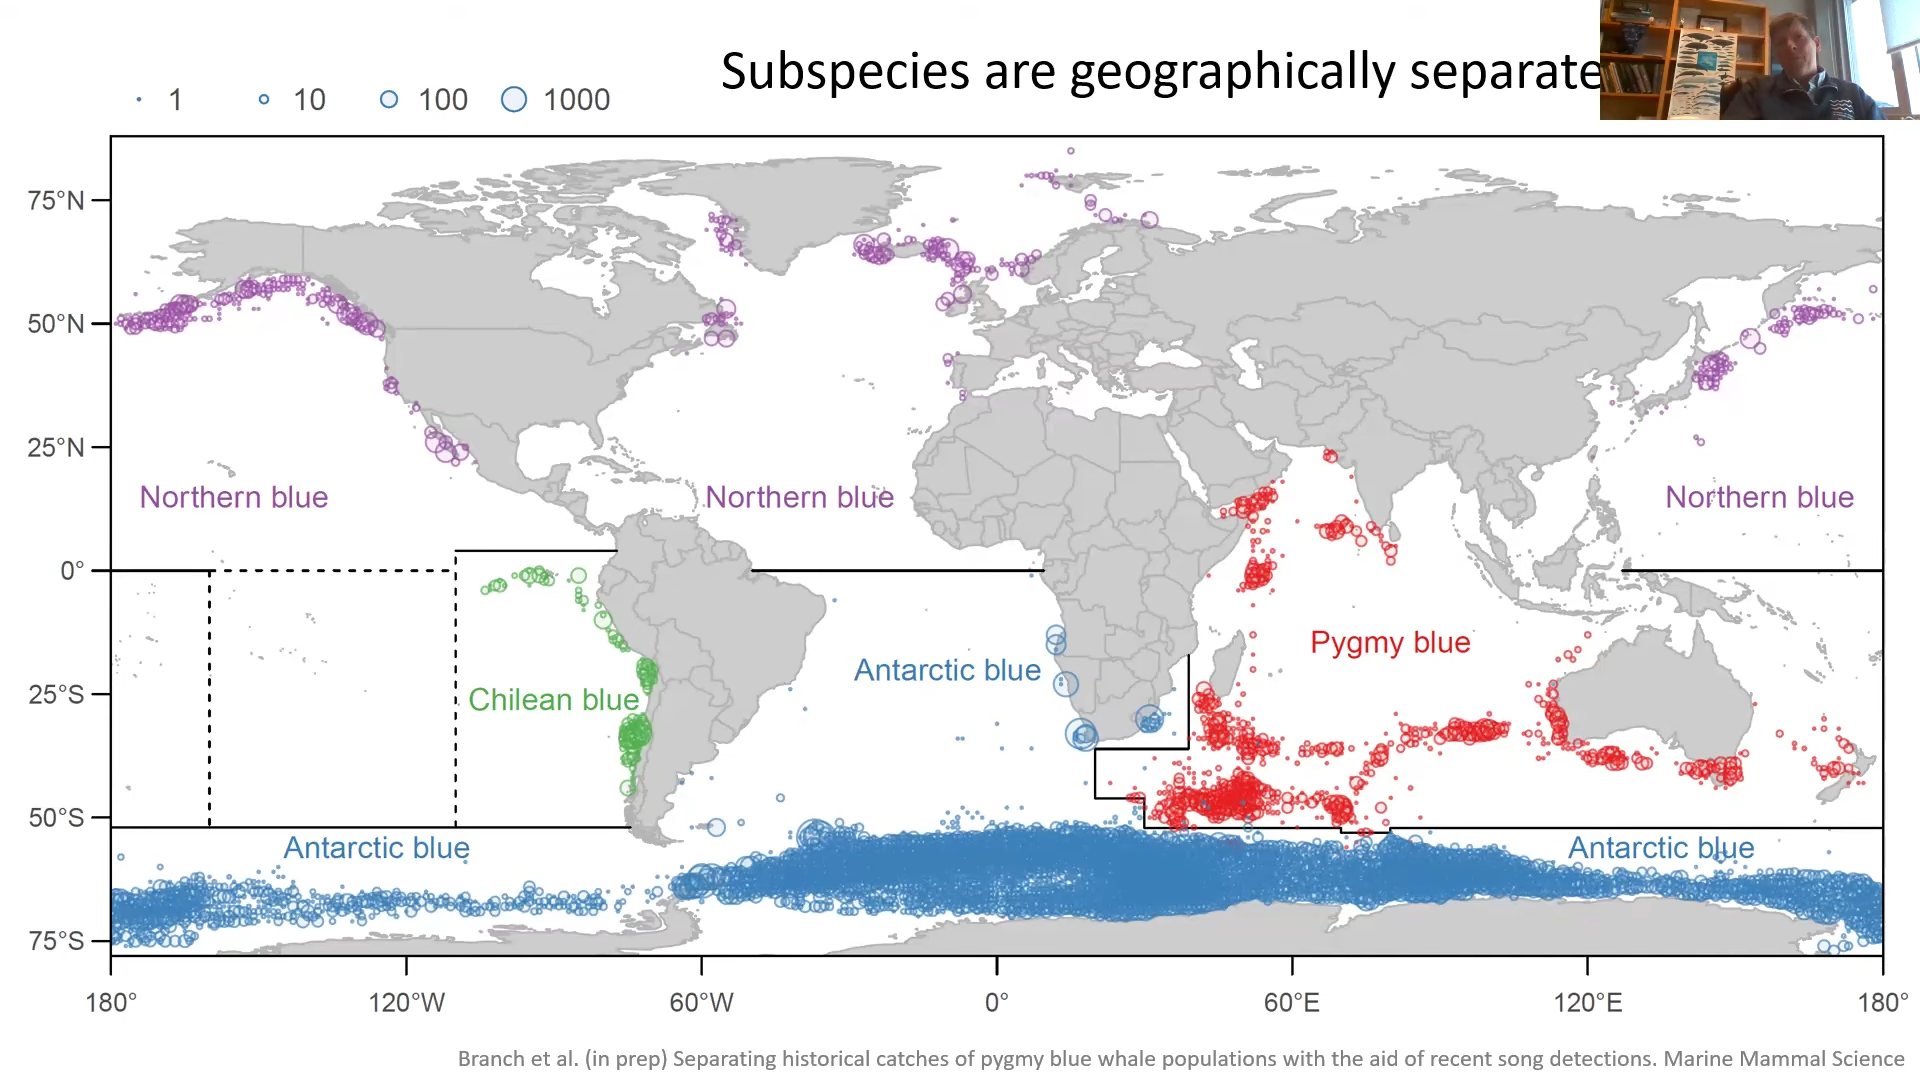 Subspecies are geographically separate
1 10 100 1000
75°N
50°N
25°N
0°
25°S
50°S
75°S
Northern blue
Northern blue
Northern blue
Pygmy blue
Antarctic blue
Chilean blue
Antarctic blue
Antarctic blue
180° 120°W 60°W 0° 60°E 120°E 180°
Branch et al. (in prep) Separating historical catches of pygmy blue whale populations with the aid of recent song detections. Marine Mammal Science